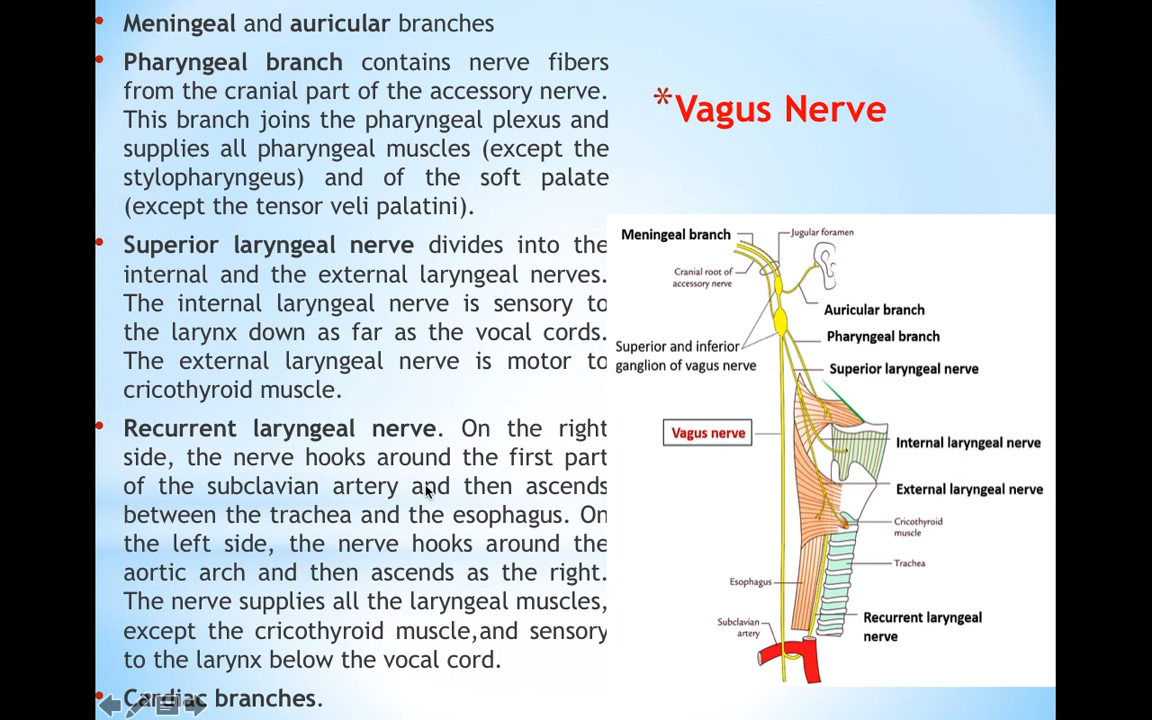 • Meningeal and auricular branches
• Pharyngeal branch contains nerve fibers
from the cranial part of the accessory nerve.
This branch joins the pharyngeal plexus and
supplies all pharyngeal muscles (except the
stylopharyngeus) and of the soft palate
(except the tensor veli palatini).
• Superior laryngeal nerve divides into the
internal and the external laryngeal nerves.
The internal laryngeal nerve is sensory to
the larynx down as far as the vocal cords.
The external laryngeal nerve is motor to
cricothyroid muscle.
• Recurrent laryngeal nerve. On the right
side, the nerve hooks around the first part
of the subclavian artery and then ascends
between the trachea and the esophagus. On
the left side, the nerve hooks around the
aortic arch and then ascends as the right.
The nerve supplies all the laryngeal muscles,
except the cricothyroid muscle,and sensory
to the larynx below the vocal cord.
• Cardiac branches.
*Vagus Nerve
Meningeal branch
Jugular foramen
Cranial root of
accessory nerve
Auricular branch
Pharyngeal branch
Superior and inferior
ganglion of vagus nerve
Superior laryngeal nerve
Vagus nerve
Internal laryngeal nerve
External laryngeal nerve
Cricothyroid
muscle
Trachea
Esophagus
Recurrent laryngeal
nerve
Subclavian
artery